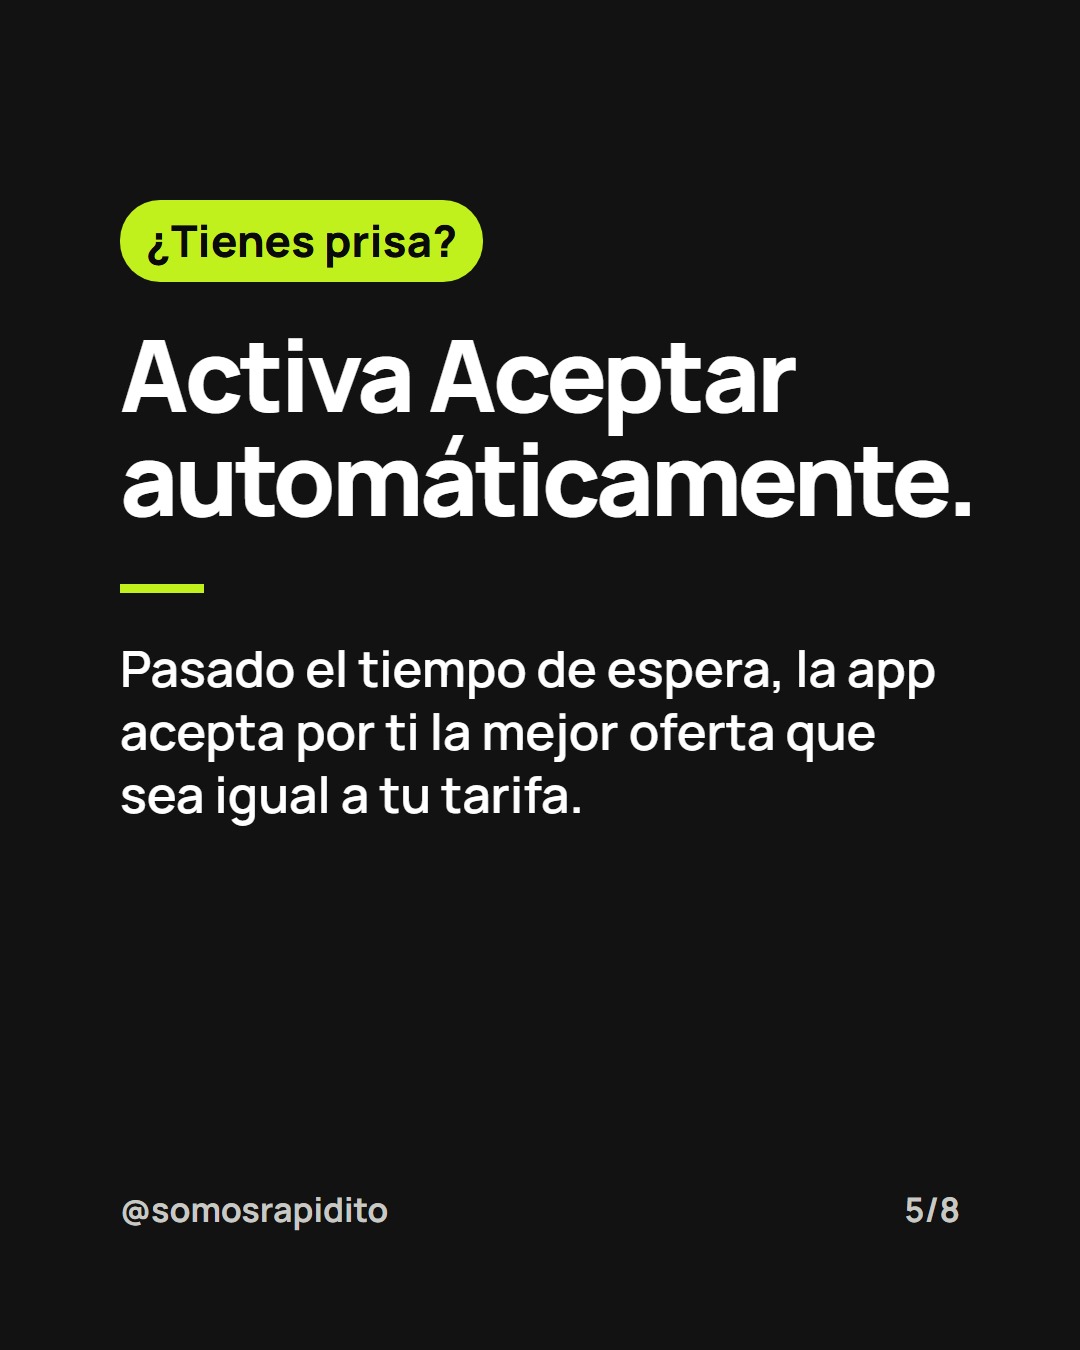 ¿Tienes prisa?
Activa Aceptar
automáticamente.
Pasado el tiempo de espera, la app
acepta por ti la mejor oferta que
sea igual a tu tarifa.
@somosrapidito
5/8